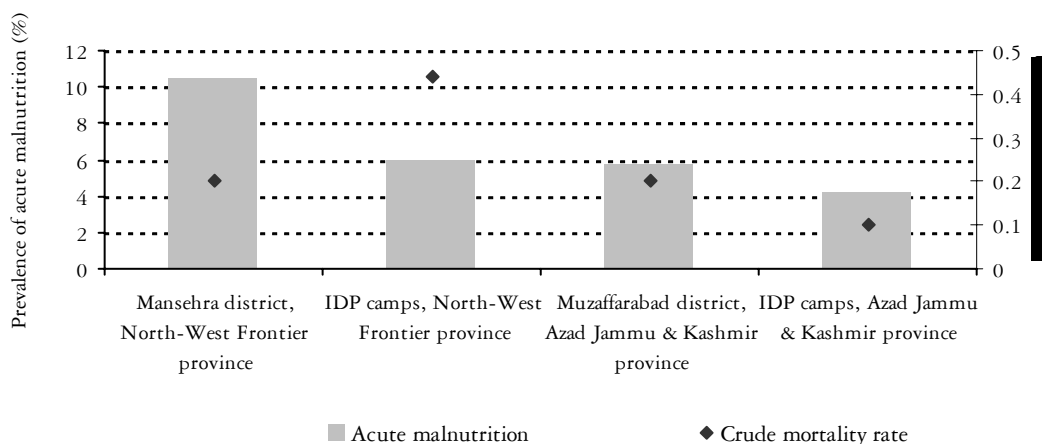 Prevalence of acute malnutrition (%)
12
10
8
6
4
2
0
0.5
0.4
0.3
0.2
0.1
0
Mansehra district,
North-West Frontier
province
IDP camps, North-West
Frontier province
Muzaffarabad district,
Azad Jammu & Kashmir
province
IDP camps, Azad Jammu
& Kashmir province
Acute malnutrition
Crude mortality rate